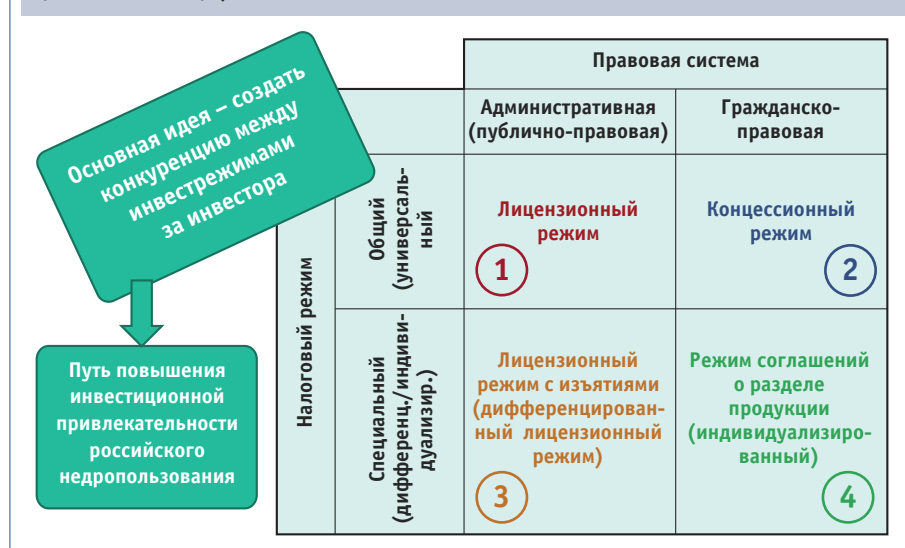 Основная идея – создать
конкуренцию между
инвестрежимами
за инвестора
Путь повышения
инвестиционной
привлекательности
российского
недропользования
Правовая система
Административная
(публично-правовая)
Гражданско-
правовая
Налоговый режим
Общий
(универсаль-
ный
Лицензионный
режим
1
Концессионный
режим
2
Специальный
(дифференц./индиви-
дуализир.)
Лицензионный
режим с изъятиями
(дифференцирован-
ный лицензионный
режим)
3
Режим соглашений
о разделе
продукции
(индивидуализиро-
ванный)
4